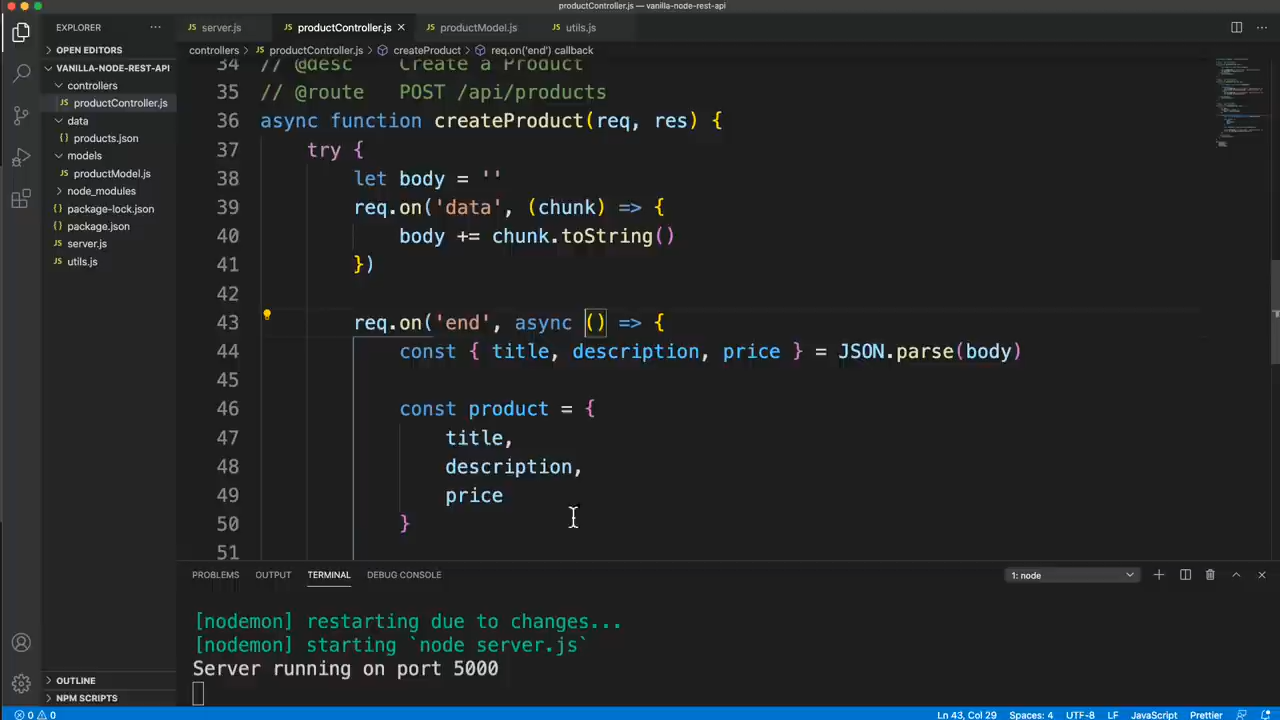 productController.js — vanilla-node-rest-api
EXPLORER
server.js
productController.js
productModel.js
utils.js
OPEN EDITORS
controllers
productController.js
createProduct
req.on('end') callback
VANILLA-NODE-REST-API
controllers
productController.js
data
products.json
models
productModel.js
node_modules
package-lock.json
package.json
server.js
utils.js
OUTLINE
NPM SCRIPTS
34 // @desc Create a Product
35 // @route POST /api/products
36 async function createProduct(req, res) {
37 try {
38 let body = ''
39 req.on('data', (chunk) => {
40 body += chunk.toString()
41 })
42
43 req.on('end', async () => {
44 const { title, description, price } = JSON.parse(body)
45
46 const product = {
47 title,
48 description,
49 price
50 }
51
PROBLEMS OUTPUT TERMINAL DEBUG CONSOLE 1: node
[nodemon] restarting due to changes...
[nodemon] starting `node server.js`
Server running on port 5000
0 0 Ln 43, Col 29 Spaces: 4 UTF-8 LF JavaScript Prettier